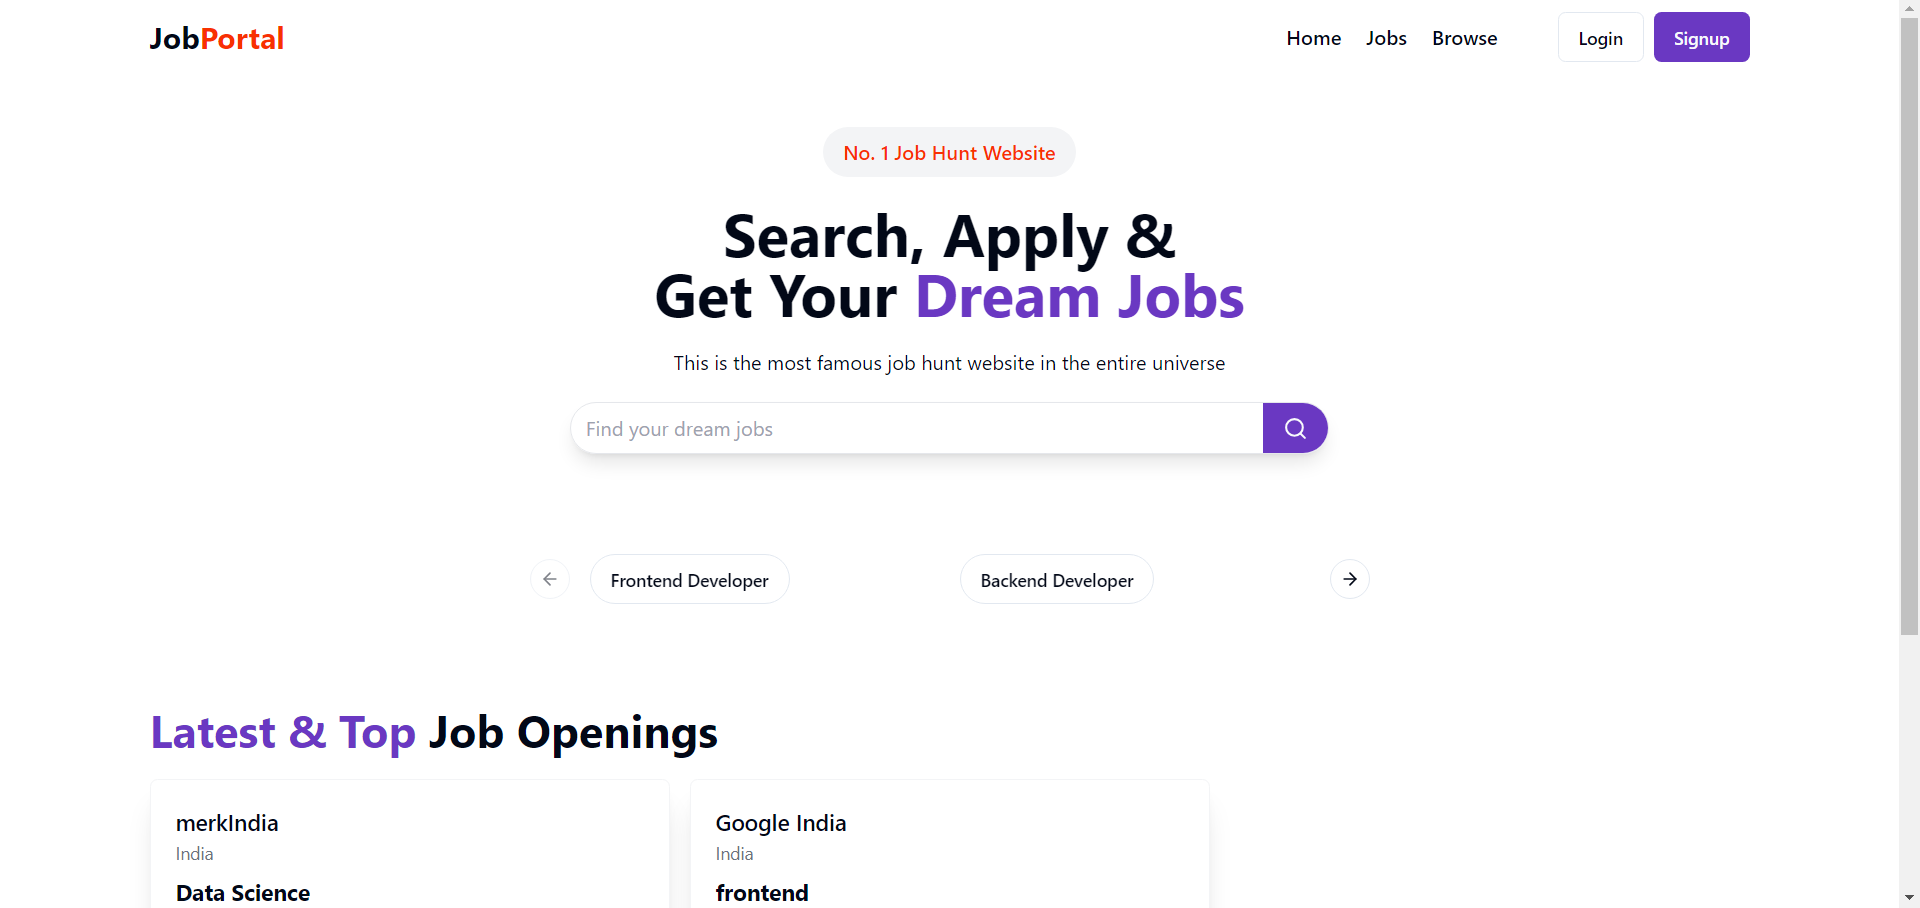 JobPortal
Home Jobs Browse Login Signup
No. 1 Job Hunt Website
Search, Apply &
Get Your Dream Jobs
This is the most famous job hunt website in the entire universe
Find your dream jobs
Frontend Developer Backend Developer
Latest & Top Job Openings
merkIndia
India
Data Science
Google India
India
frontend